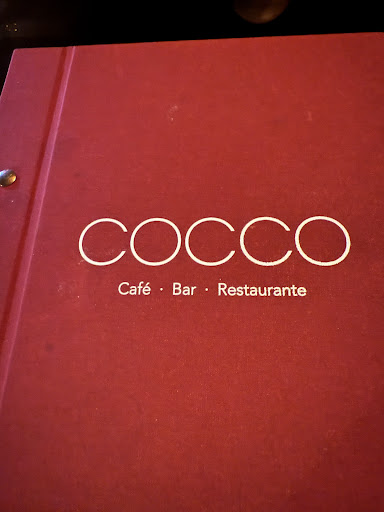 COCCO
Café · Bar · Restaurante